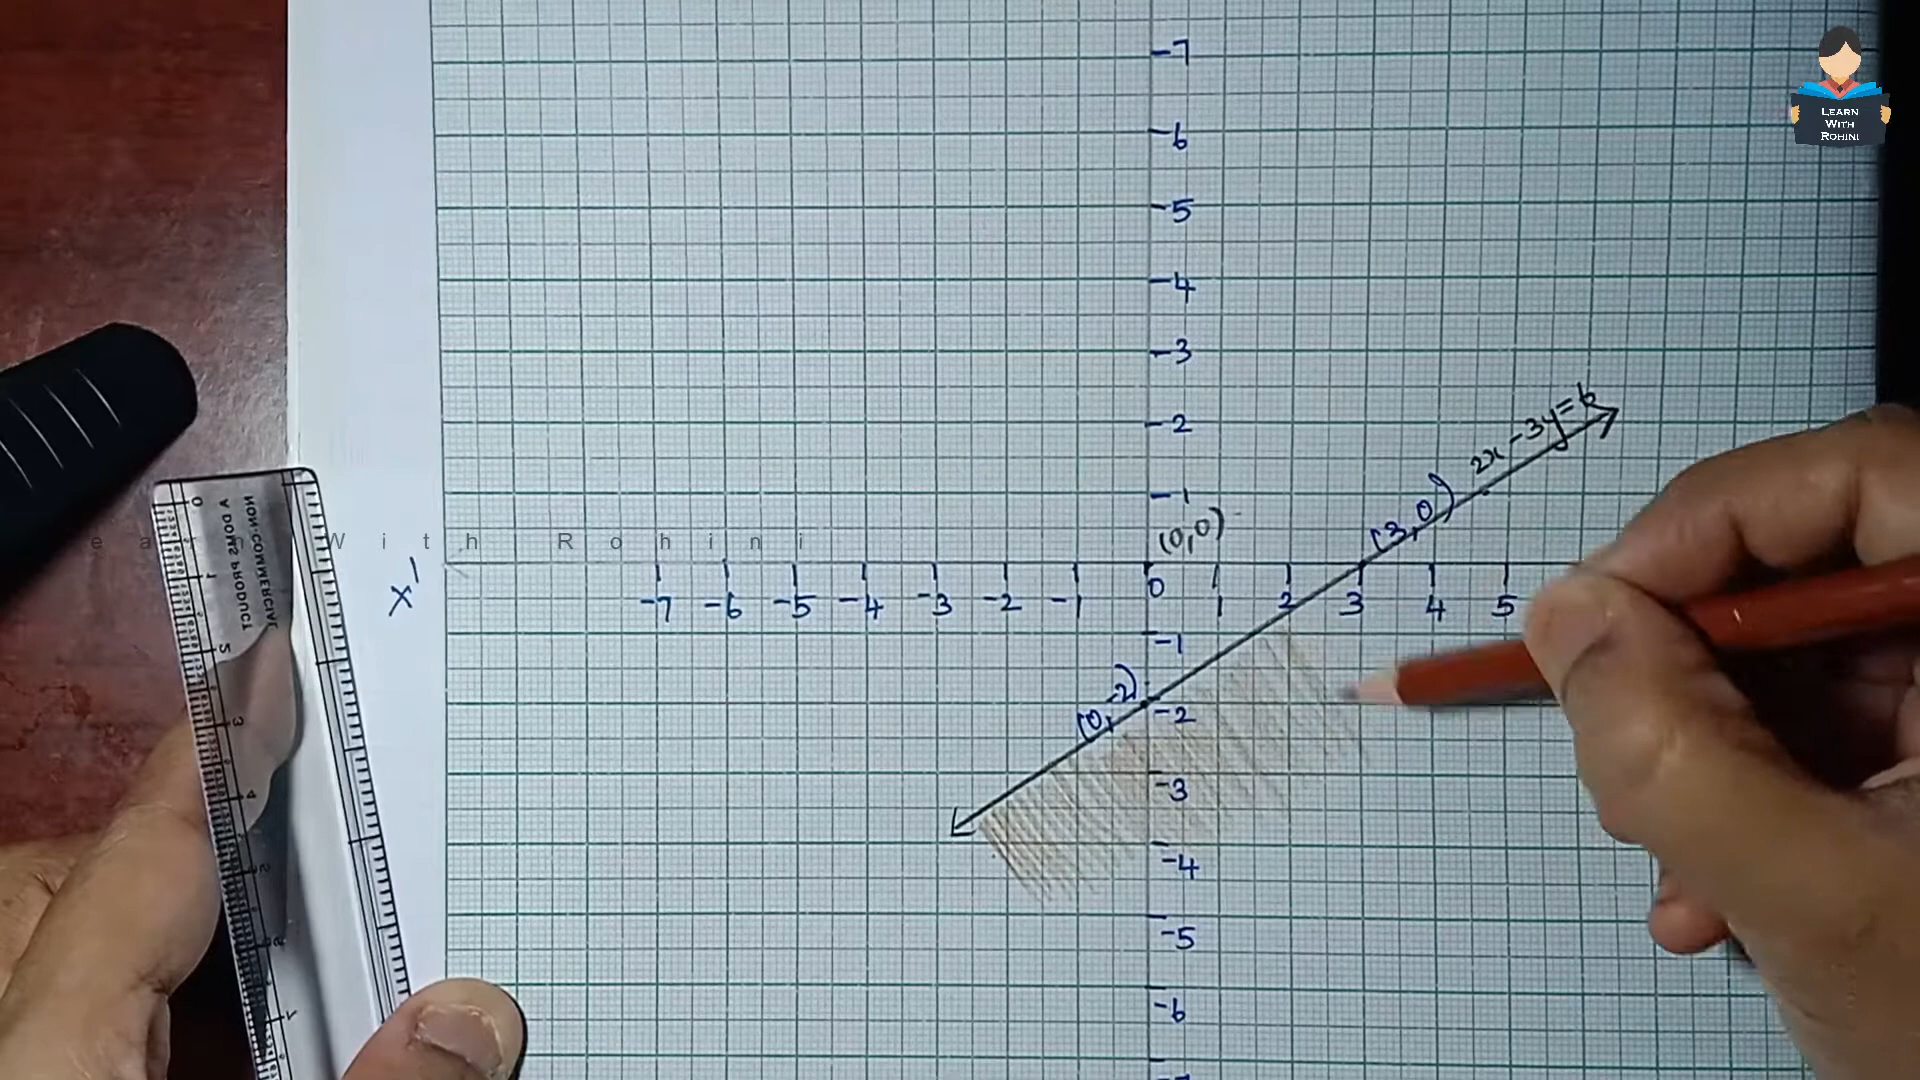 LEARN
WITH
ROHINI
-7
-6
-5
-4
-3
-2
-1
2x-3y=6
(3,0)
(0,0)
With Rohini
X'
-7 -6 -5 -4 -3 -2 -1 0 1 2 3 4 5
-1
(0,-2)
-2
-3
-4
-5
-6
-7
NON-COMMERCIAL
A DOMS PRODUCT